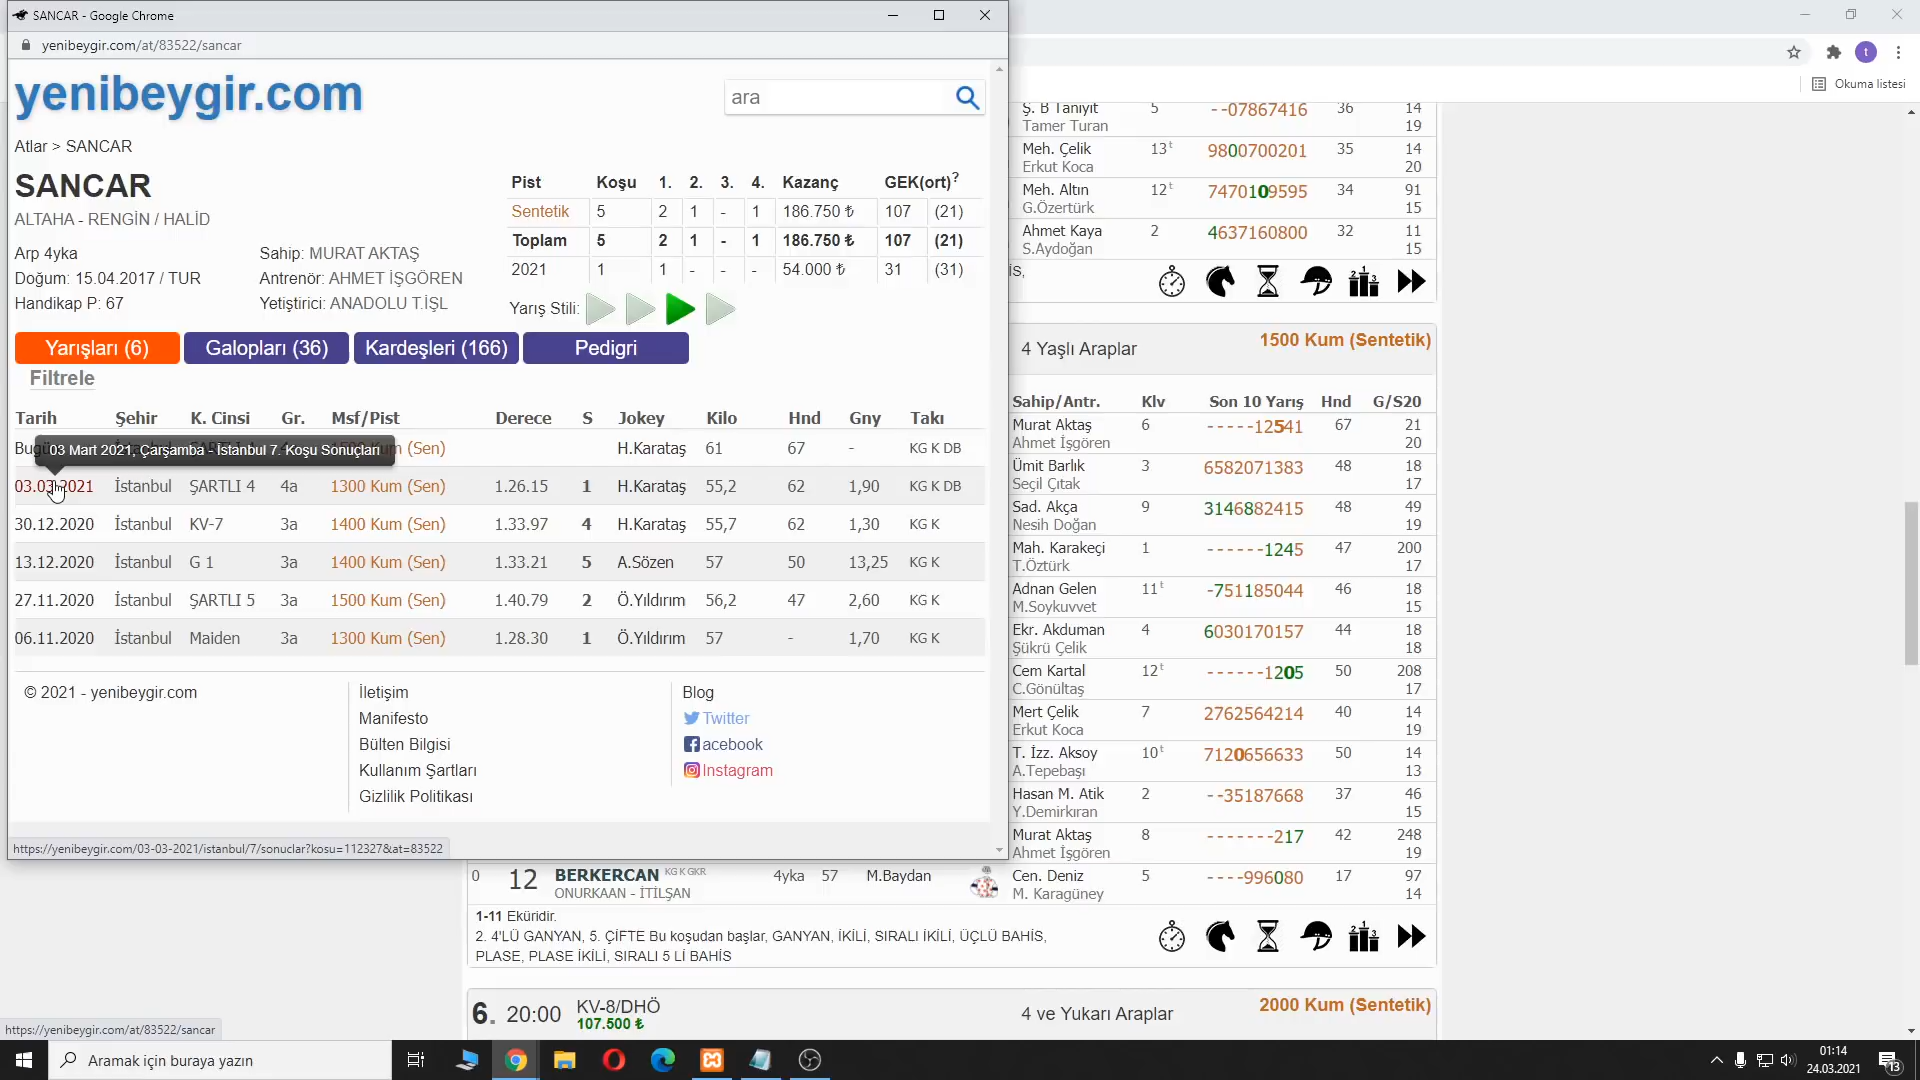 SANCAR - Google Chrome
yenibeygir.com/at/83522/sancar
Okuma listesi
t
yenibeygir.com
ara
Atlar > SANCAR
SANCAR
ALTAHA - RENGİN / HALİD
Arp 4yka
Sahip: MURAT AKTAŞ
Doğum: 15.04.2017 / TUR
Antrenör: AHMET İŞGÖREN
Handikap P: 67
Yetiştirici: ANADOLU T.İŞL
Pist Koşu 1. 2. 3. 4. Kazanç GEK(ort)?
Sentetik 5 2 1 - 1 186.750 ₺ 107 (21)
Toplam 5 2 1 - 1 186.750 ₺ 107 (21)
2021 1 1 - - - 54.000 ₺ 31 (31)
Yarış Stili:
Yarışları (6) Galopları (36) Kardeşleri (166) Pedigri
Filtrele
Tarih Şehir K. Cinsi Gr. Msf/Pist Derece S Jokey Kilo Hnd Gny Takı
(Sen) H.Karataş 61 67 - KG K DB
03 Mart 2021, Çarşamba - İstanbul 7. Koşu Sonuçları
03.03.2021 İstanbul ŞARTLI 4 4a 1300 Kum (Sen) 1.26.15 1 H.Karataş 55,2 62 1,90 KG K DB
30.12.2020 İstanbul KV-7 3a 1400 Kum (Sen) 1.33.97 4 H.Karataş 55,7 62 1,30 KG K
13.12.2020 İstanbul G 1 3a 1400 Kum (Sen) 1.33.21 5 A.Sözen 57 50 13,25 KG K
27.11.2020 İstanbul ŞARTLI 5 3a 1500 Kum (Sen) 1.40.79 2 Ö.Yıldırım 56,2 47 2,60 KG K
06.11.2020 İstanbul Maiden 3a 1300 Kum (Sen) 1.28.30 1 Ö.Yıldırım 57 - 1,70 KG K
© 2021 - yenibeygir.com
İletişim
Manifesto
Bülten Bilgisi
Kullanım Şartları
Gizlilik Politikası
Blog
Twitter
facebook
Instagram
https://yenibeygir.com/03-03-2021/istanbul/7/sonuclar?kosu=112327&at=83522
Ş. B Tanıyıt 5 --07867416 36 14
Tamer Turan 19
Meh. Çelik 13t 9800700201 35 14
Erkut Koca 20
Meh. Altın 12t 7470109595 34 91
G.Özertürk 15
Ahmet Kaya 2 4637160800 32 11
S.Aydoğan 15
4 Yaşlı Araplar 1500 Kum (Sentetik)
Sahip/Antr. Klv Son 10 Yarış Hnd G/S20
Murat Aktaş 6 -----12541 67 21
Ahmet İşgören 20
Ümit Barlık 3 6582071383 48 18
Seçil Çıtak 17
Sad. Akça 9 3146882415 48 49
Nesih Doğan 19
Mah. Karakeçi 1 ------1245 47 200
T.Öztürk 17
Adnan Gelen 11t -751185044 46 18
M.Soykuvvet 15
Ekr. Akduman 4 6030170157 44 18
Şükrü Çelik 18
Cem Kartal 12t ------1205 50 208
C.Gönültaş 17
Mert Çelik 7 2762564214 40 14
Erkut Koca 19
T. İzz. Aksoy 10t 7120656633 50 14
A.Tepebaşı 13
Hasan M. Atik 2 --35187668 37 46
Y.Demirkıran 15
Murat Aktaş 8 -------217 42 248
Ahmet İşgören 19
0 12 BERKERCAN KG K GKR 4yka 57 M.Baydan Cen. Deniz 5 ----996080 17 97
ONURKAAN - İTİLŞAN M. Karagüney 14
1-11 Eküridir.
2. 4'LÜ GANYAN, 5. ÇİFTE Bu koşudan başlar, GANYAN, İKİLİ, SIRALI İKİLİ, ÜÇLÜ BAHİS,
PLASE, PLASE İKİLİ, SIRALI 5 Lİ BAHİS
6. 20:00 KV-8/DHÖ 4 ve Yukarı Araplar 2000 Kum (Sentetik)
107.500 ₺
https://yenibeygir.com/at/83522/sancar
Aramak için buraya yazın
01:14
24.03.2021
13